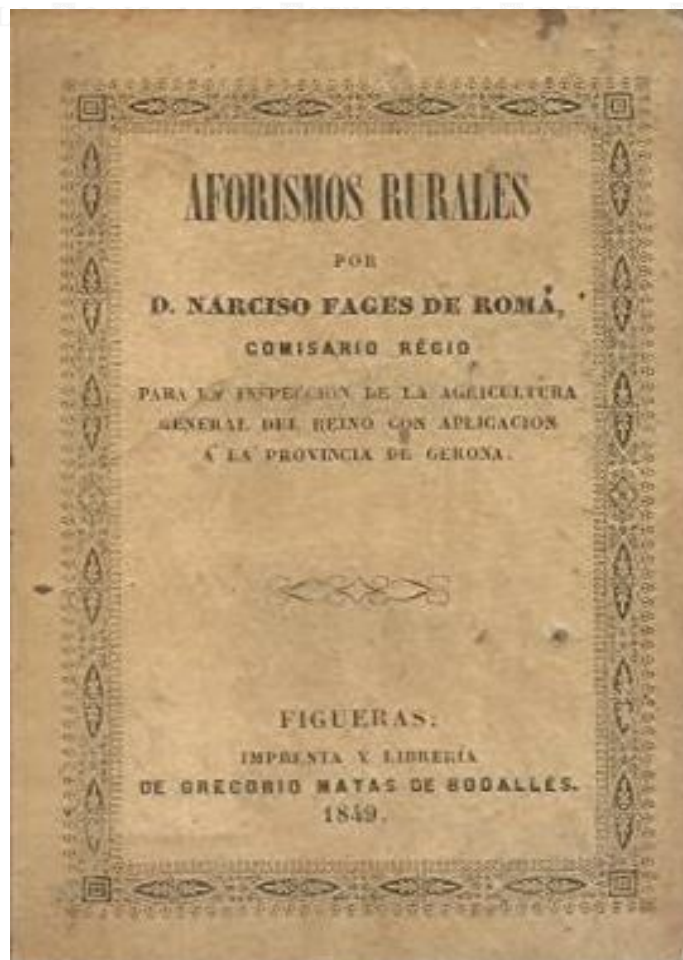 AFORISMOS RURALES
POR
D. NARCISO FAGES DE ROMÁ,
COMISARIO RÉGIO
PARA LA INSPECCION DE LA AGRICULTURA
GENERAL DEL REINO CON APLICACION
Á LA PROVINCIA DE GERONA.
FIGUERAS:
IMPRENTA Y LIBRERÍA
DE GREGORIO MATAS DE BODALLÉS.
1849.